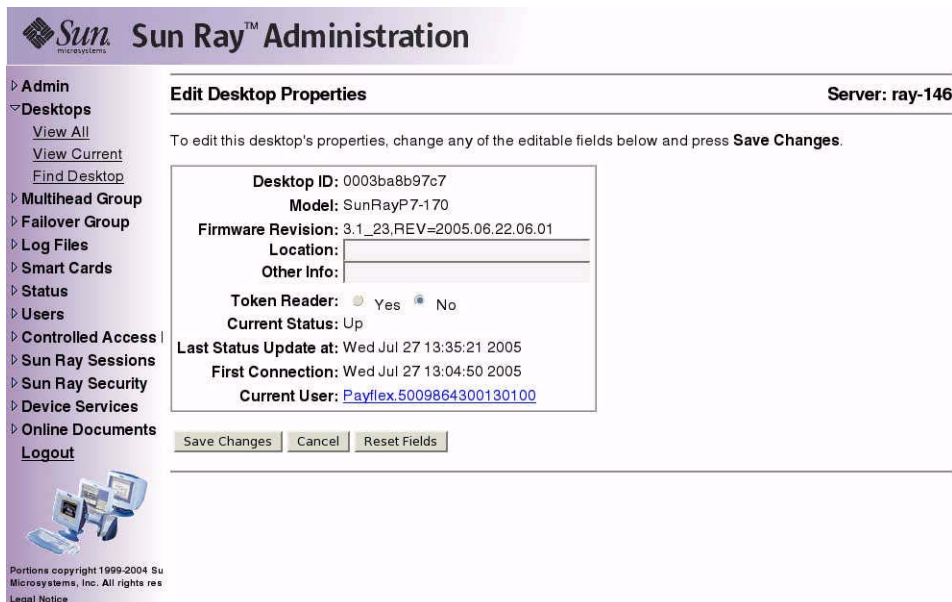 Sun microsystems Sun Ray™ Administration
Admin
Desktops
View All
View Current
Find Desktop
Multihead Group
Failover Group
Log Files
Smart Cards
Status
Users
Controlled Access
Sun Ray Sessions
Sun Ray Security
Device Services
Online Documents
Logout
Portions copyright 1999-2004 Su
Microsystems, Inc. All rights res
Legal Notice
Edit Desktop Properties Server: ray-146
To edit this desktop's properties, change any of the editable fields below and press Save Changes.
Desktop ID: 0003ba8b97c7
Model: SunRayP7-170
Firmware Revision: 3.1_23,REV=2005.06.22.06.01
Location:
Other Info:
Token Reader: Yes No
Current Status: Up
Last Status Update at: Wed Jul 27 13:35:21 2005
First Connection: Wed Jul 27 13:04:50 2005
Current User: Payflex.5009864300130100
Save Changes Cancel Reset Fields